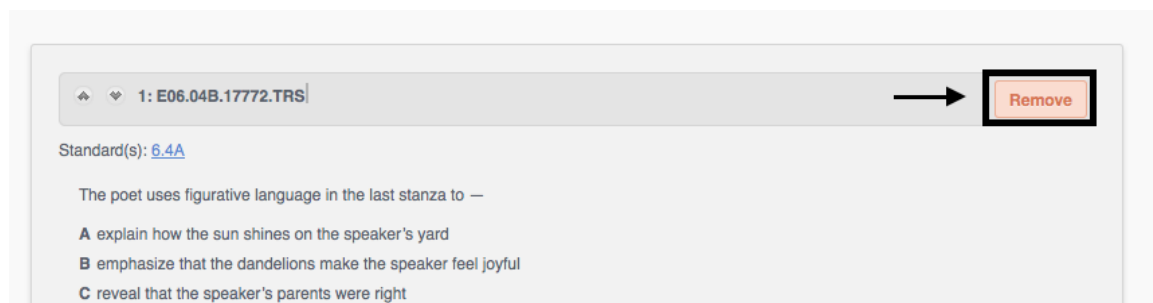 1: E06.04B.17772.TRS
Remove
Standard(s): 6.4A
The poet uses figurative language in the last stanza to —
A explain how the sun shines on the speaker's yard
B emphasize that the dandelions make the speaker feel joyful
C reveal that the speaker's parents were right